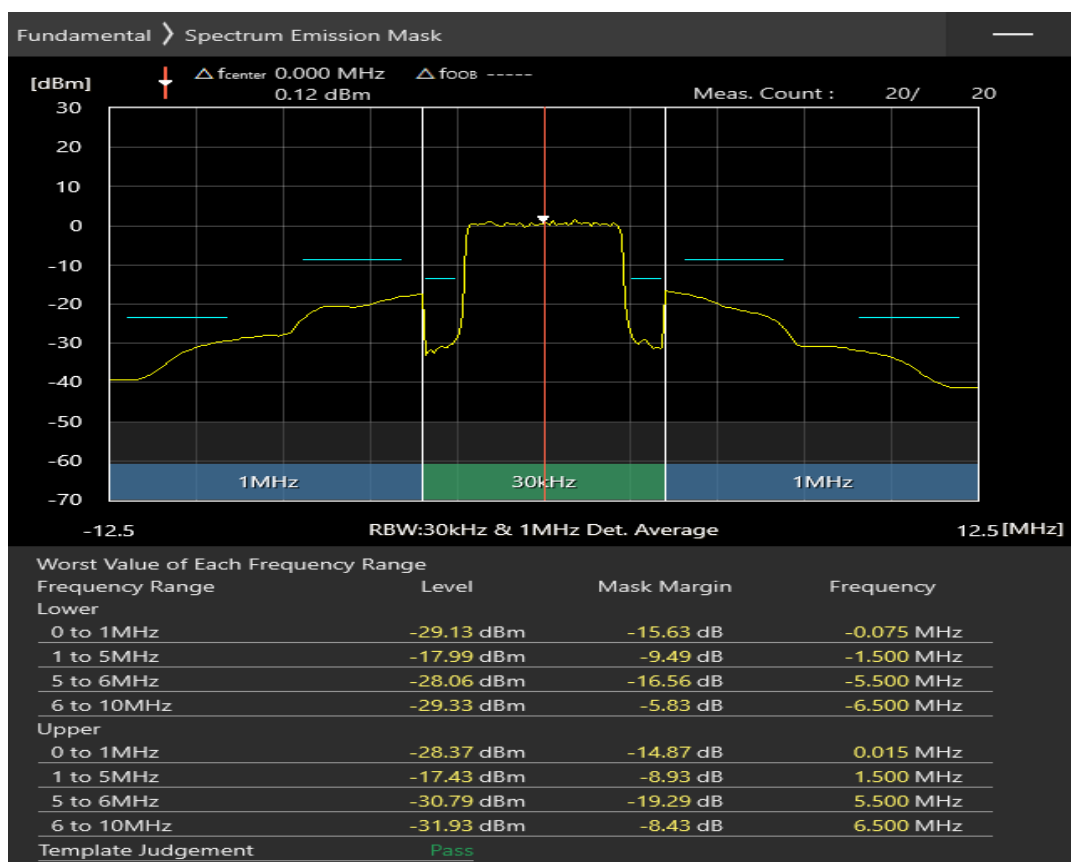 Fundamental ❯ Spectrum Emission Mask
[dBm] △ fcenter 0.000 MHz △ fOOB -----
0.12 dBm Meas. Count : 20/ 20
30
20
10
0
-10
-20
-30
-40
-50
-60
-70
1MHz 30kHz 1MHz
-12.5 RBW:30kHz & 1MHz Det. Average 12.5 [MHz]
Worst Value of Each Frequency Range
Frequency Range Level Mask Margin Frequency
Lower
0 to 1MHz -29.13 dBm -15.63 dB -0.075 MHz
1 to 5MHz -17.99 dBm -9.49 dB -1.500 MHz
5 to 6MHz -28.06 dBm -16.56 dB -5.500 MHz
6 to 10MHz -29.33 dBm -5.83 dB -6.500 MHz
Upper
0 to 1MHz -28.37 dBm -14.87 dB 0.015 MHz
1 to 5MHz -17.43 dBm -8.93 dB 1.500 MHz
5 to 6MHz -30.79 dBm -19.29 dB 5.500 MHz
6 to 10MHz -31.93 dBm -8.43 dB 6.500 MHz
Template Judgement Pass